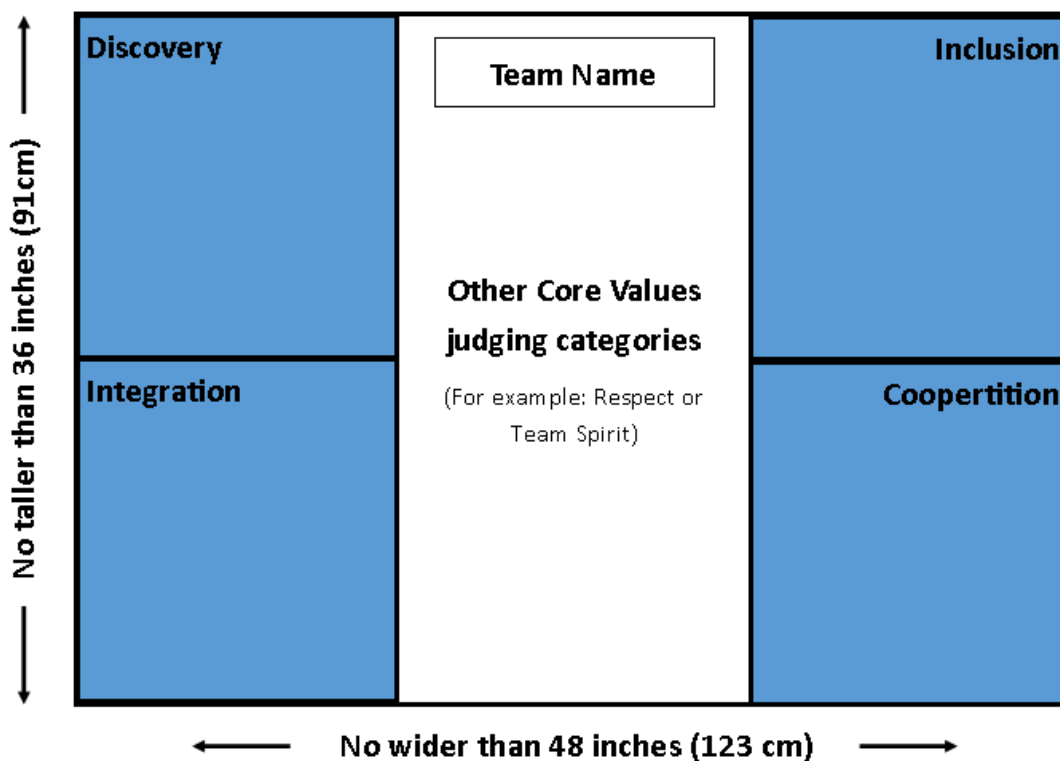 Discovery
Team Name
Inclusion
Other Core Values
judging categories
(For example: Respect or
Team Spirit)
Integration
Coopertition
No taller than 36 inches (91cm)
No wider than 48 inches (123 cm)